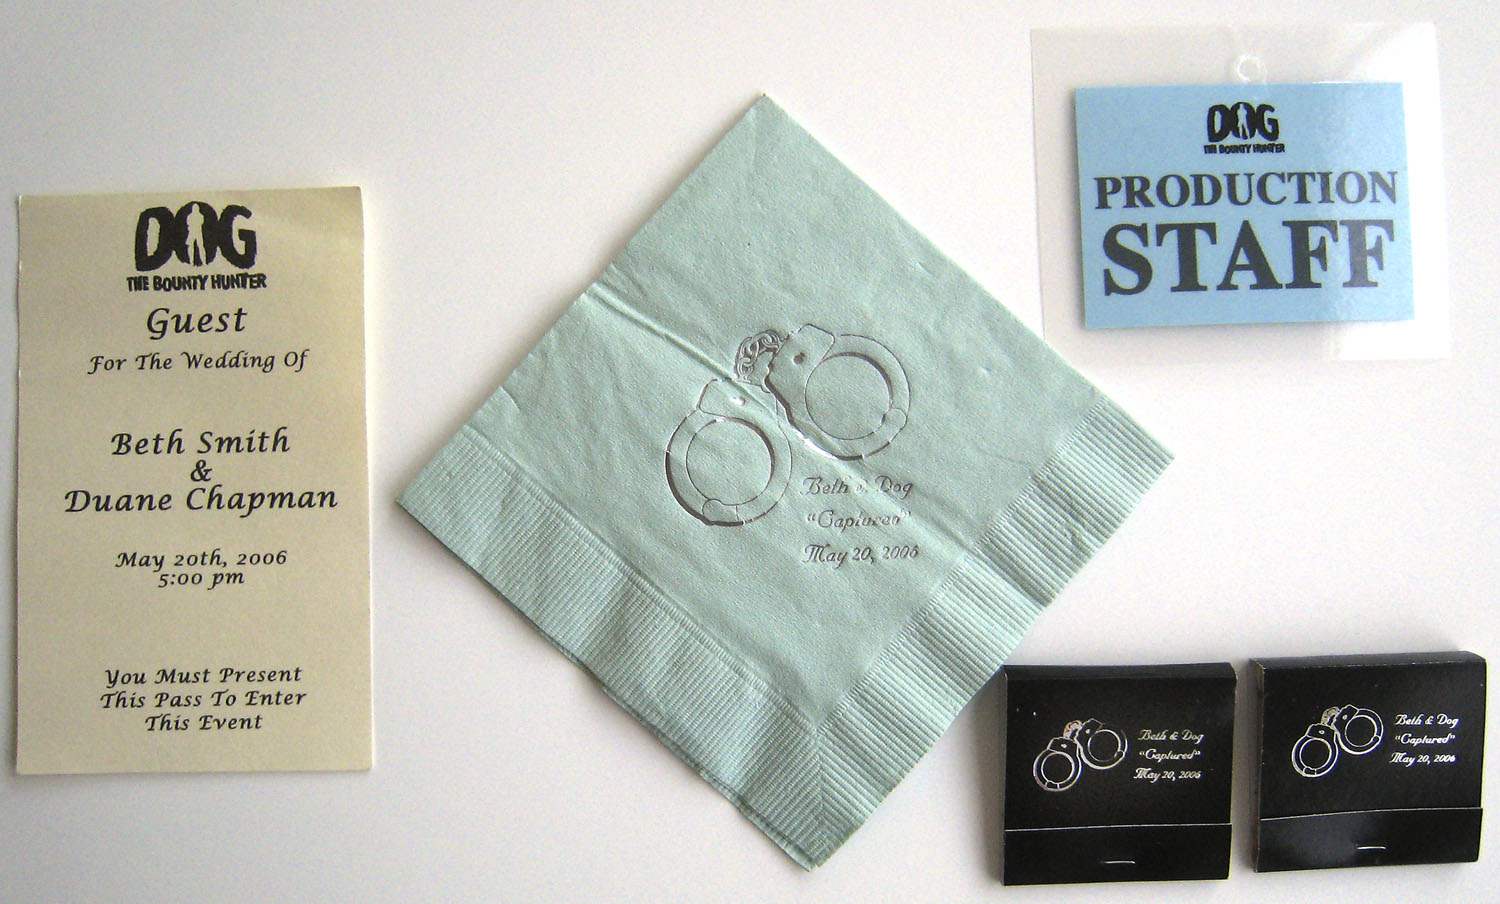 DOG
THE BOUNTY HUNTER
Guest
For The Wedding Of
Beth Smith
&
Duane Chapman
May 20th, 2006
5:00 pm
You Must Present
This Pass To Enter
This Event
Beth & Dog
"Captured"
May 20, 2006
DOG
THE BOUNTY HUNTER
PRODUCTION
STAFF
Beth & Dog
"Captured"
May 20, 2006
Beth & Dog
"Captured"
May 20, 2006